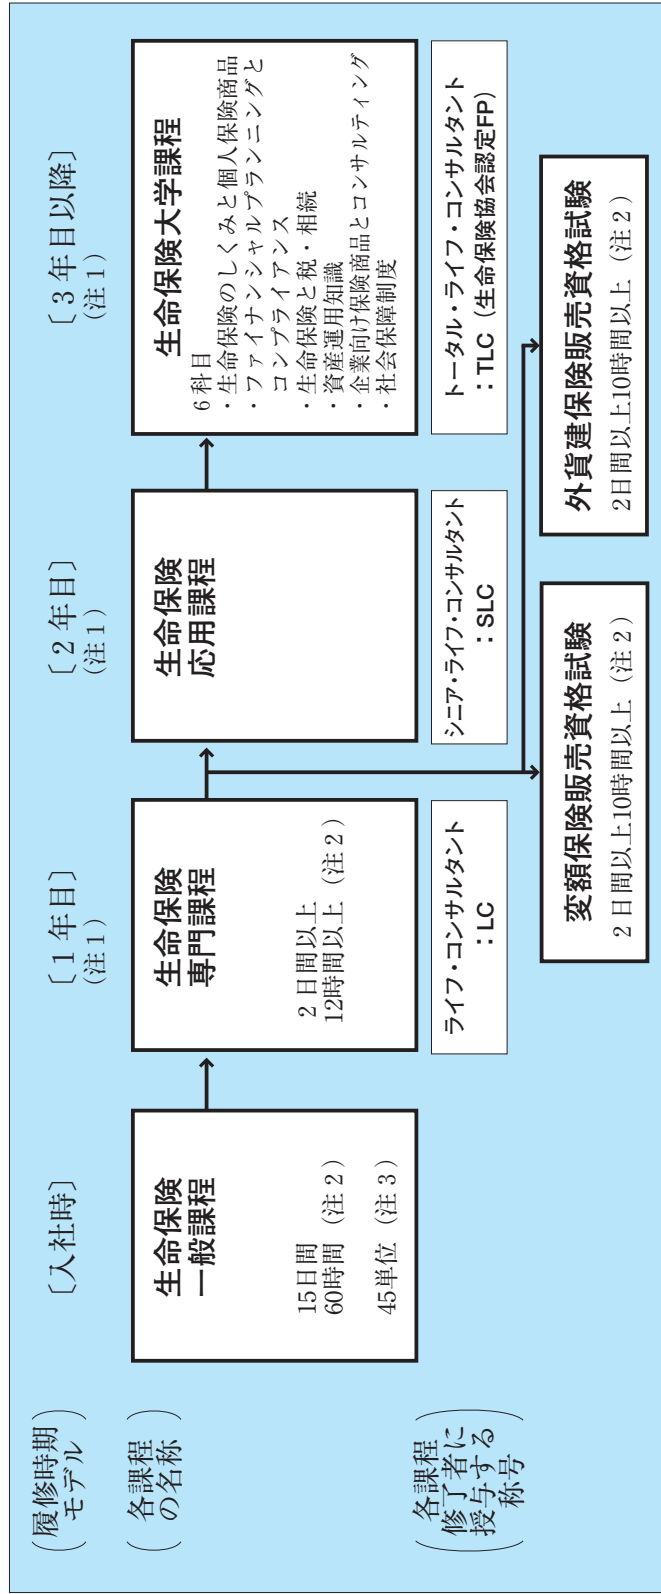 （履修時期
モデル）
〔入社時〕
〔１年目〕
（注１）
〔２年目〕
（注１）
〔３年目以降〕
（注１）
（各課程
の名称）
生命保険
一般課程
15日間
60時間（注２）
45単位（注３）
生命保険
専門課程
２日間以上
12時間以上（注２）
生命保険
応用課程
生命保険大学課程
６科目
・生命保険のしくみと個人保険商品
・ファイナンシャルプランニングと
コンプライアンス
・生命保険と税・相続
・資産運用知識
・企業向け保険商品とコンサルティング
・社会保障制度
（各課程
修了者に
授与する
称号）
ライフ・コンサルタント
：LC
シニア・ライフ・コンサルタント
：SLC
トータル・ライフ・コンサルタント
：TLC（生命保険協会認定FP）
変額保険販売資格試験
２日間以上10時間以上（注２）
外貨建保険販売資格試験
2日間以上10時間以上（注２）